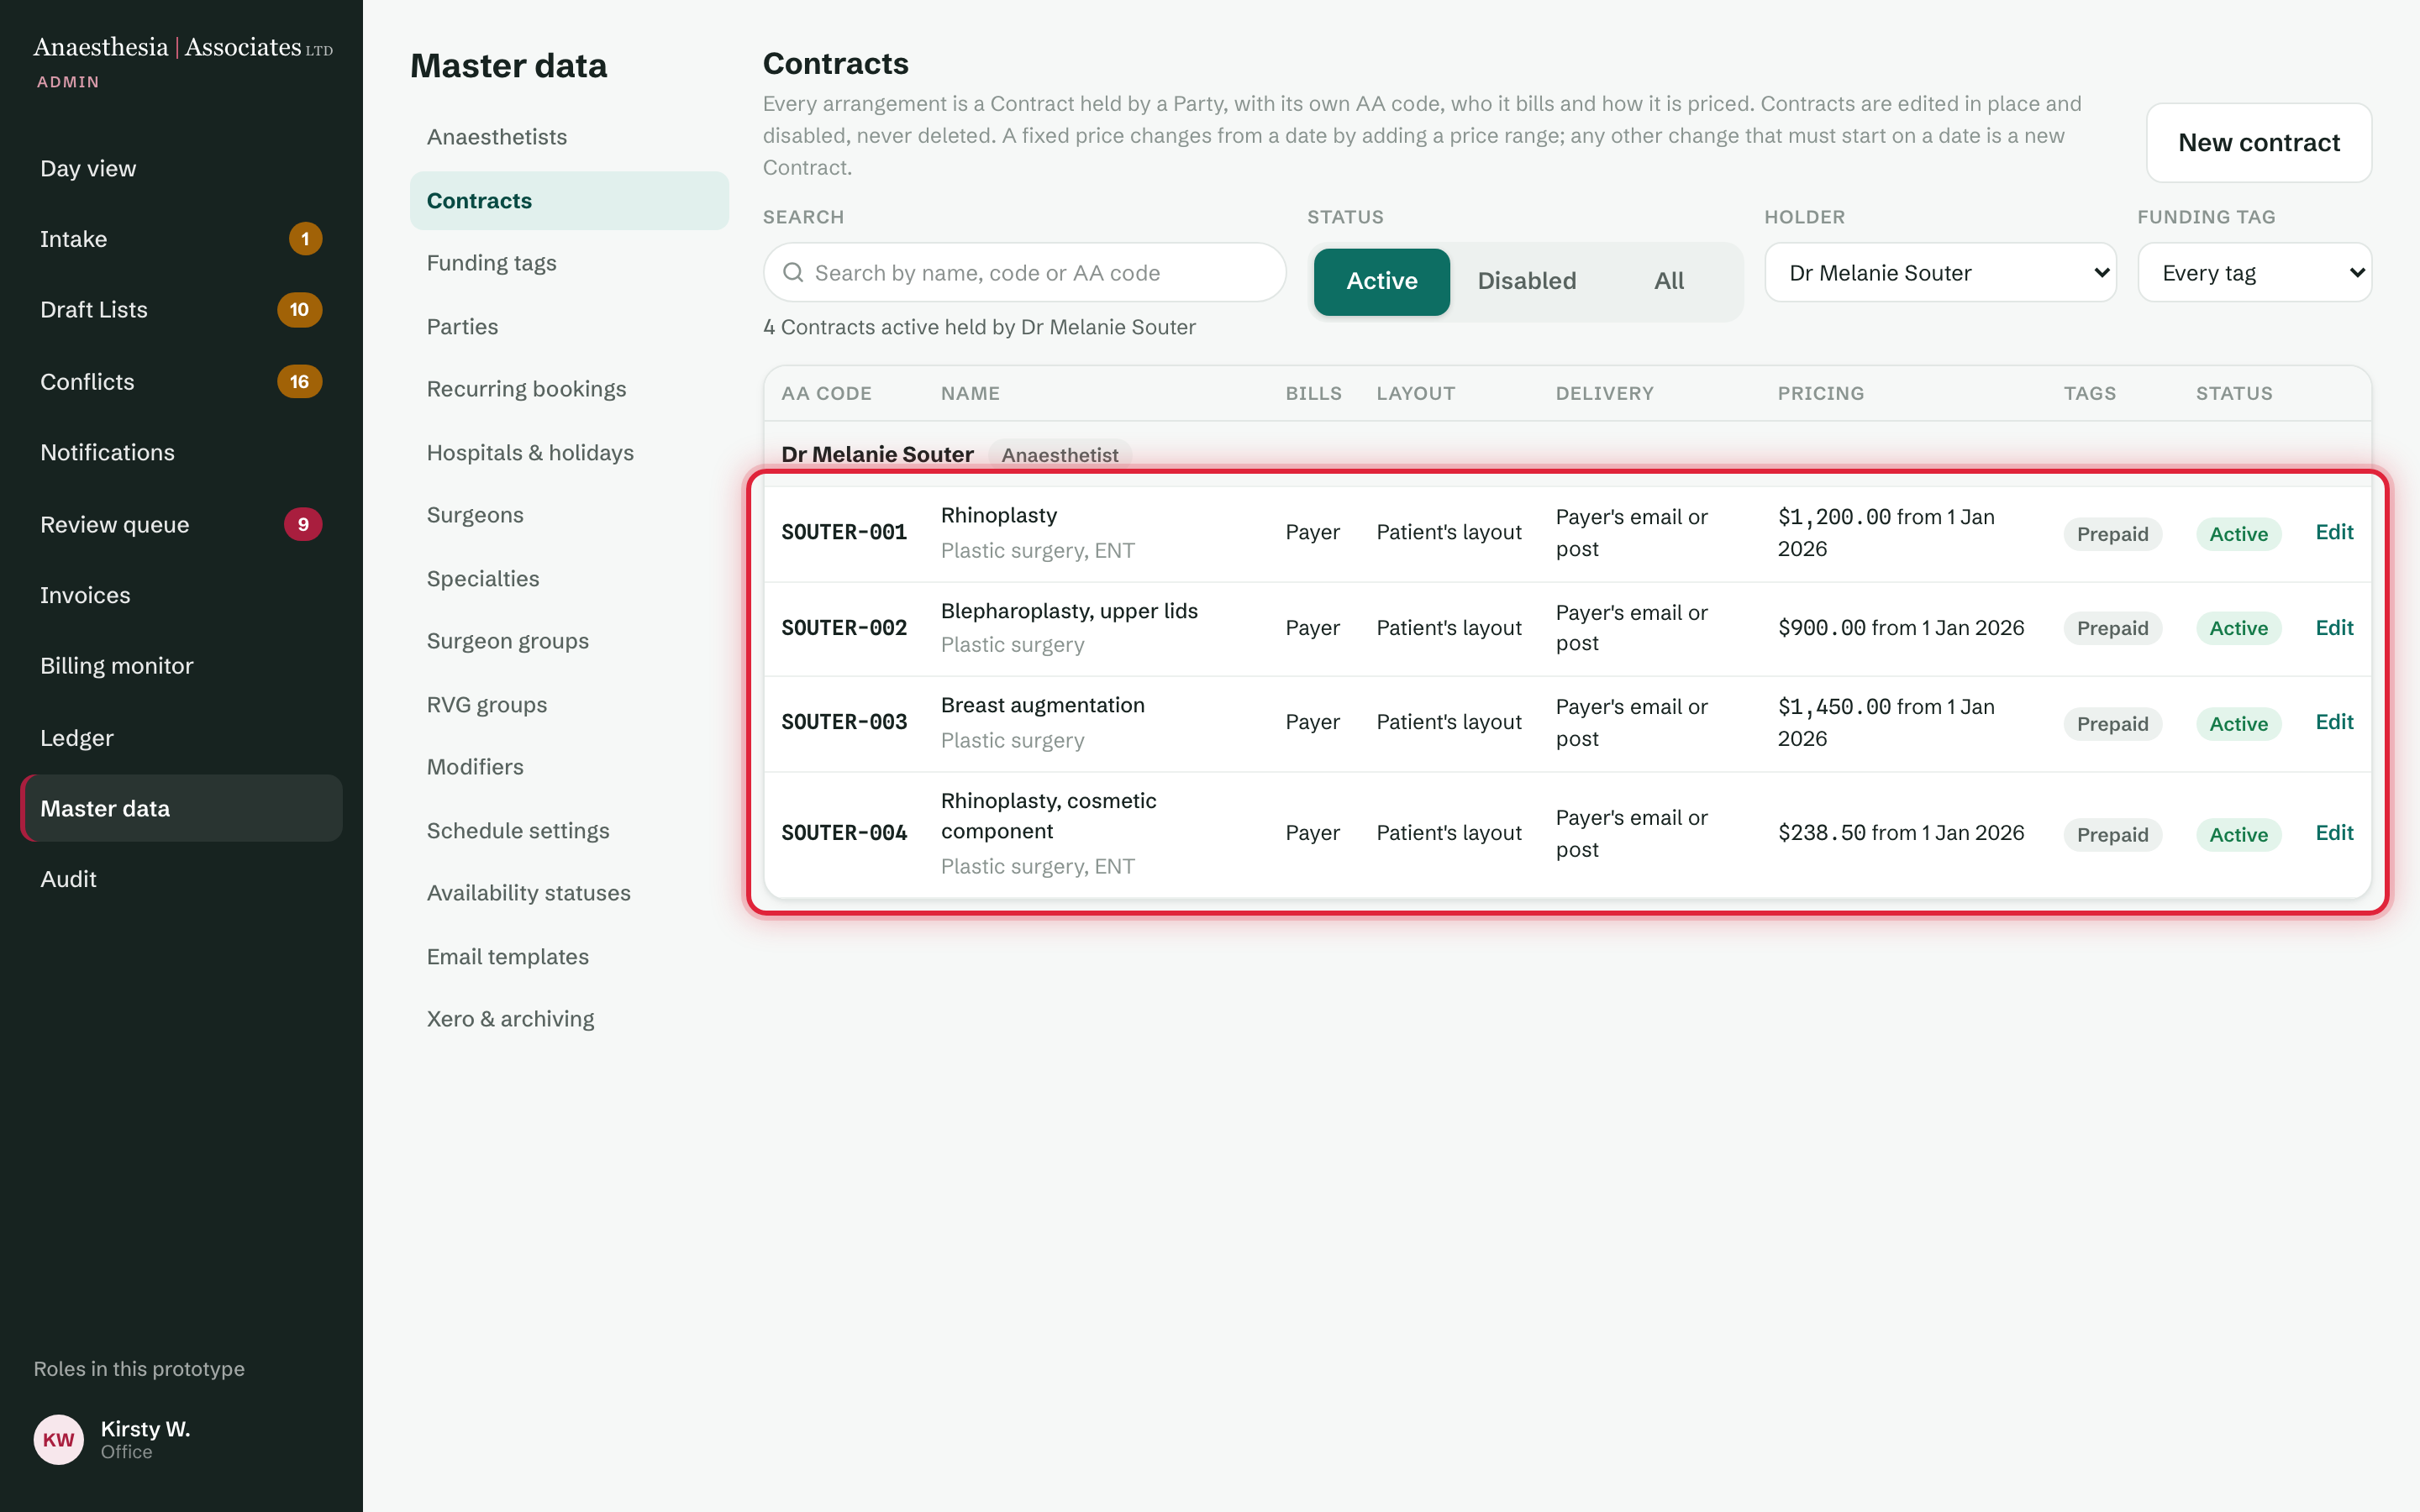 Anaesthesia | Associates LTD
ADMIN
Day view
Intake 1
Draft Lists 10
Conflicts 16
Notifications
Review queue 9
Invoices
Billing monitor
Ledger
Master data
Audit
Roles in this prototype
KW Kirsty W.
Office
Master data
Anaesthetists
Contracts
Funding tags
Parties
Recurring bookings
Hospitals & holidays
Surgeons
Specialties
Surgeon groups
RVG groups
Modifiers
Schedule settings
Availability statuses
Email templates
Xero & archiving
Contracts
Every arrangement is a Contract held by a Party, with its own AA code, who it bills and how it is priced. Contracts are edited in place and
disabled, never deleted. A fixed price changes from a date by adding a price range; any other change that must start on a date is a new
Contract.
New contract
SEARCH STATUS HOLDER FUNDING TAG
Search by name, code or AA code Active Disabled All Dr Melanie Souter Every tag
4 Contracts active held by Dr Melanie Souter
AA CODE NAME BILLS LAYOUT DELIVERY PRICING TAGS STATUS
Dr Melanie Souter Anaesthetist
SOUTER-001 Rhinoplasty Payer Patient's layout Payer's email or $1,200.00 from 1 Jan Prepaid Active Edit
Plastic surgery, ENT post 2026
SOUTER-002 Blepharoplasty, upper lids Payer Patient's layout Payer's email or $900.00 from 1 Jan 2026 Prepaid Active Edit
Plastic surgery post
SOUTER-003 Breast augmentation Payer Patient's layout Payer's email or $1,450.00 from 1 Jan Prepaid Active Edit
Plastic surgery post 2026
SOUTER-004 Rhinoplasty, cosmetic Payer Patient's layout Payer's email or $238.50 from 1 Jan 2026 Prepaid Active Edit
component post
Plastic surgery, ENT